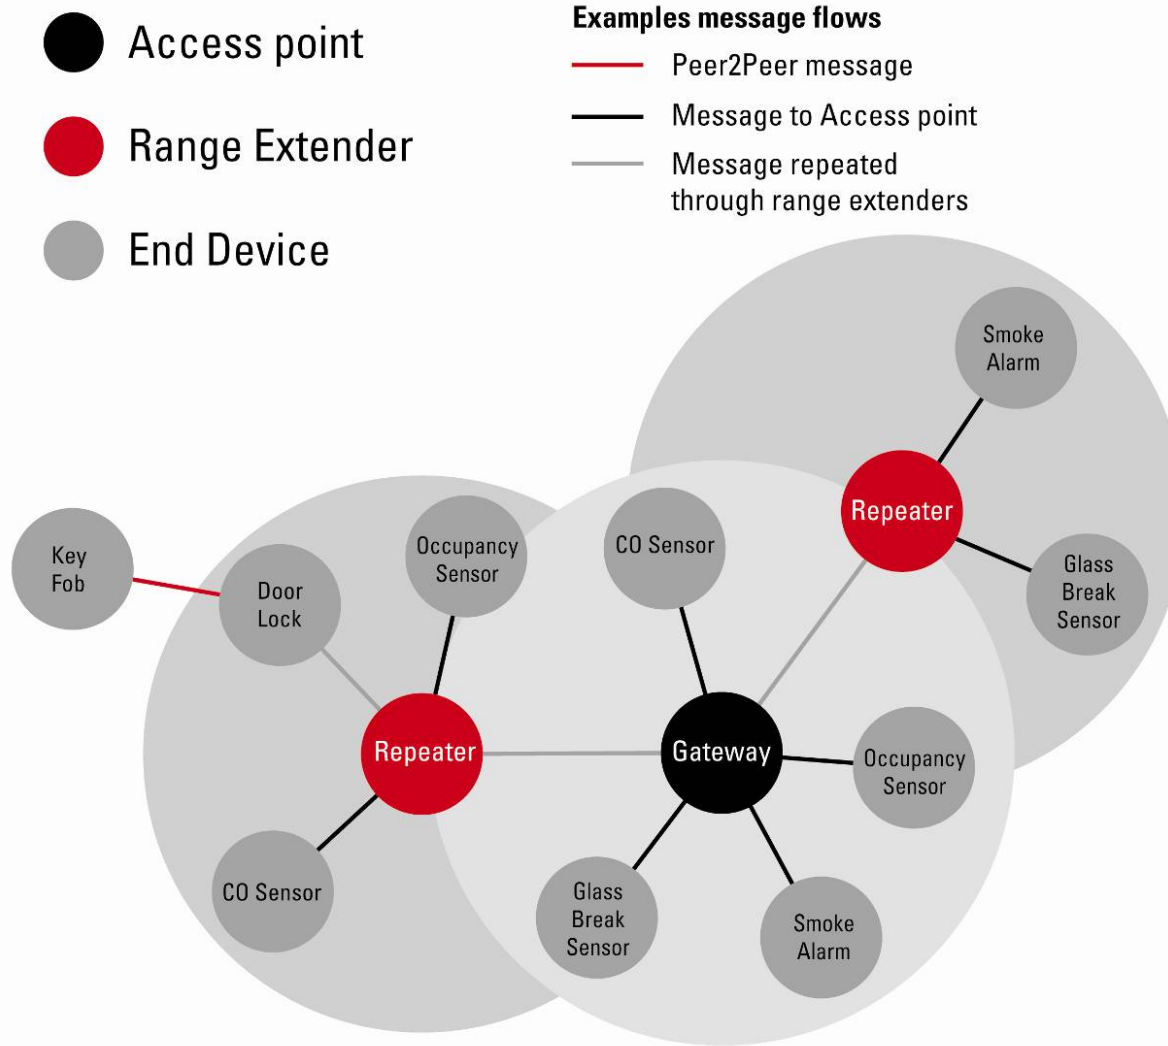 Access point
Range Extender
End Device
Examples message flows
Peer2Peer message
Message to Access point
Message repeated
through range extenders
Smoke
Alarm
Repeater
Glass
Break
Sensor
Key
Fob
Door
Lock
Occupancy
Sensor
CO Sensor
Repeater
Gateway
Occupancy
Sensor
CO Sensor
Glass
Break
Sensor
Smoke
Alarm